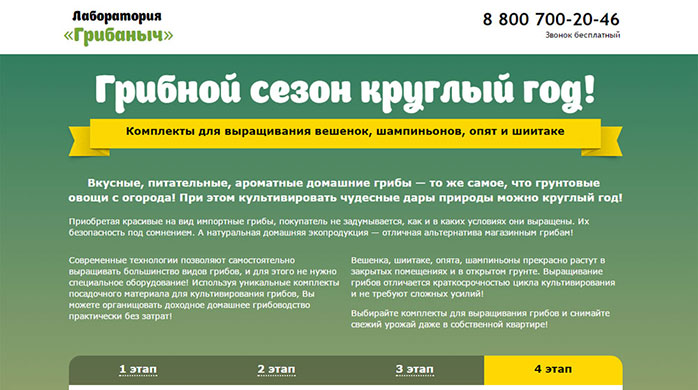 Лаборатория
«Грибаныч»
8 800 700-20-46
Звонок бесплатный
Грибной сезон круглый год!
Комплекты для выращивания вешенок, шампиньонов, опят и шиитаке
Вкусные, питательные, ароматные домашние грибы — то же самое, что грунтовые
овощи с огорода! При этом культивировать чудесные дары природы можно круглый год!
Приобретая красивые на вид импортные грибы, покупатель не задумывается, как и в каких условиях они выращены. Их
безопасность под сомнением. А натуральная домашняя экопродукция — отличная альтернатива магазинным грибам!
Современные технологии позволяют самостоятельно
выращивать большинство видов грибов, и для этого не нужно
специальное оборудование! Используя уникальные комплекты
посадочного материала для культивирования грибов, Вы
можете организовать доходное домашнее грибоводство
практически без затрат!
Вешенка, шиитаке, опята, шампиньоны прекрасно растут в
закрытых помещениях и в открытом грунте. Выращивание
грибов отличается краткосрочностью цикла культивирования
и не требуют сложных усилий!
Выбирайте комплекты для выращивания грибов и снимайте
свежий урожай даже в собственной квартире!
1 этап
2 этап
3 этап
4 этап